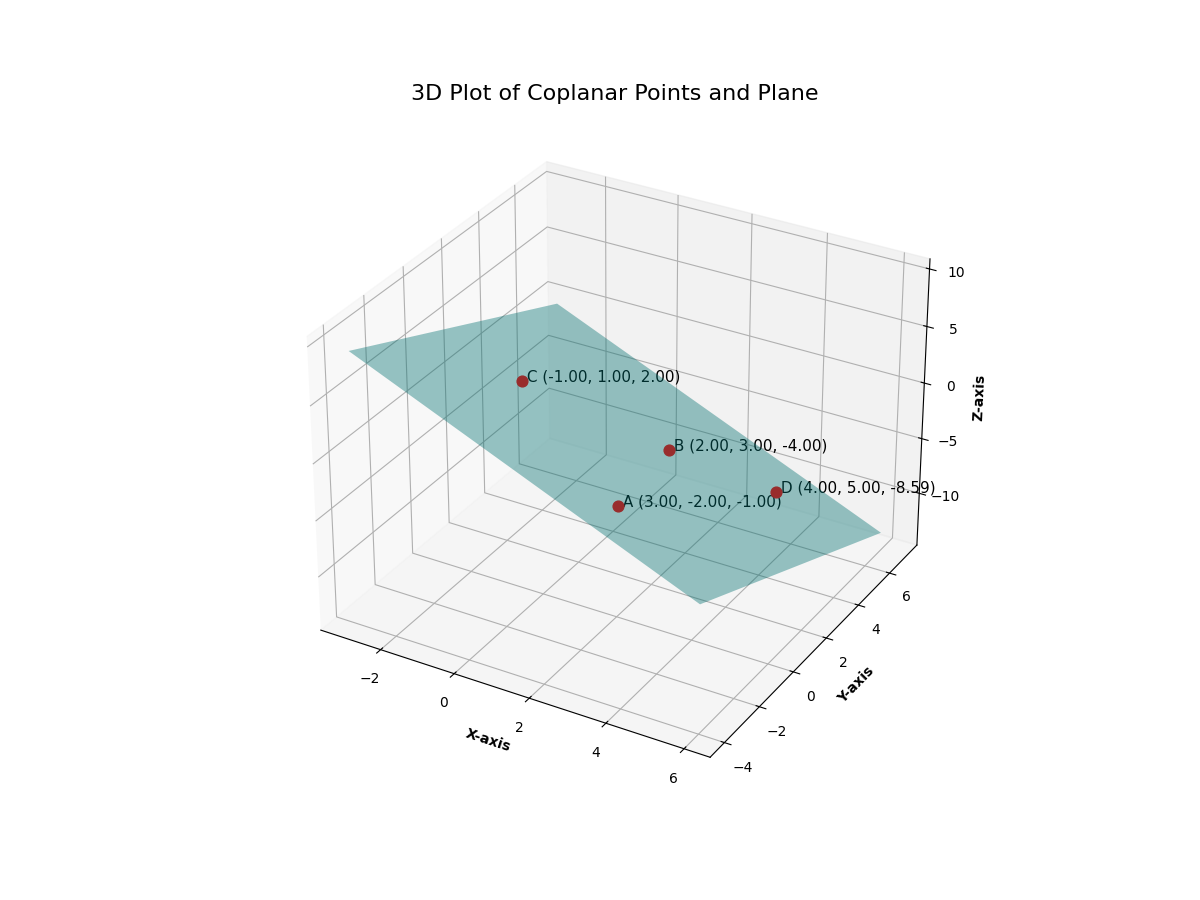 3D Plot of Coplanar Points and Plane
10
5
0
−5
−10
Z-axis
C (-1.00, 1.00, 2.00)
B (2.00, 3.00, -4.00)
D (4.00, 5.00, -8.59)
A (3.00, -2.00, -1.00)
6
4
2
0
−2
−4
Y-axis
−2
0
2
4
6
X-axis